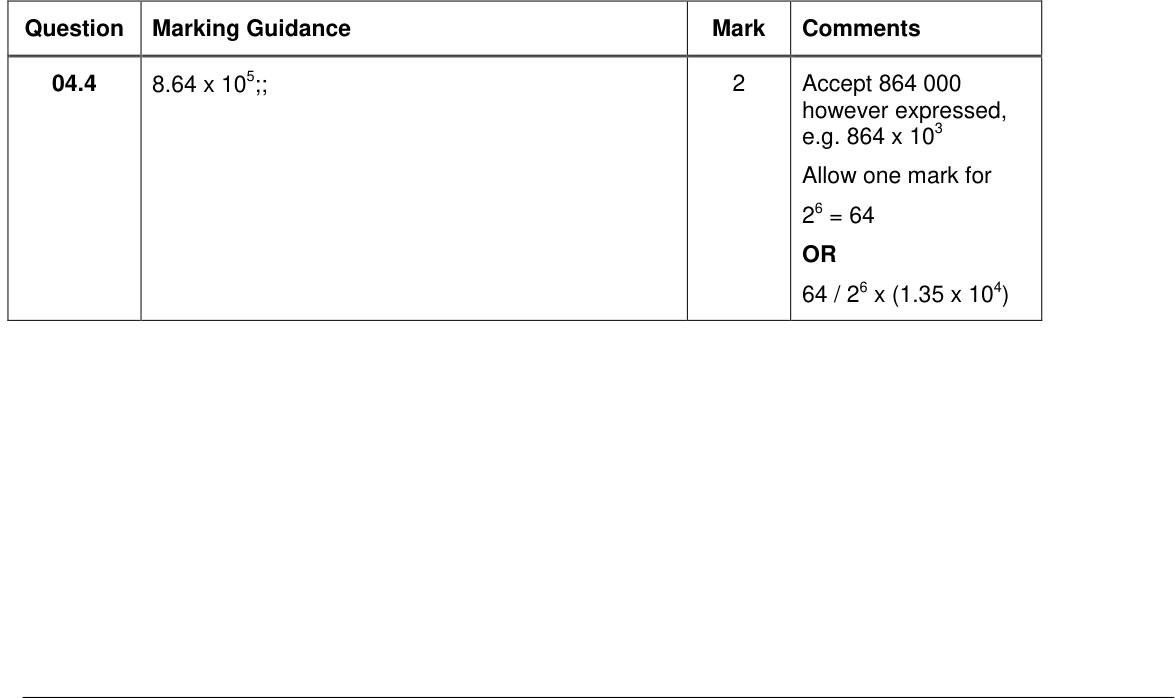 Question Marking Guidance Mark Comments
04.4 8.64 x 10⁵;; 2 Accept 864 000
however expressed,
e.g. 864 x 10³
Allow one mark for
2⁶ = 64
OR
64 / 2⁶ x (1.35 x 10⁴)